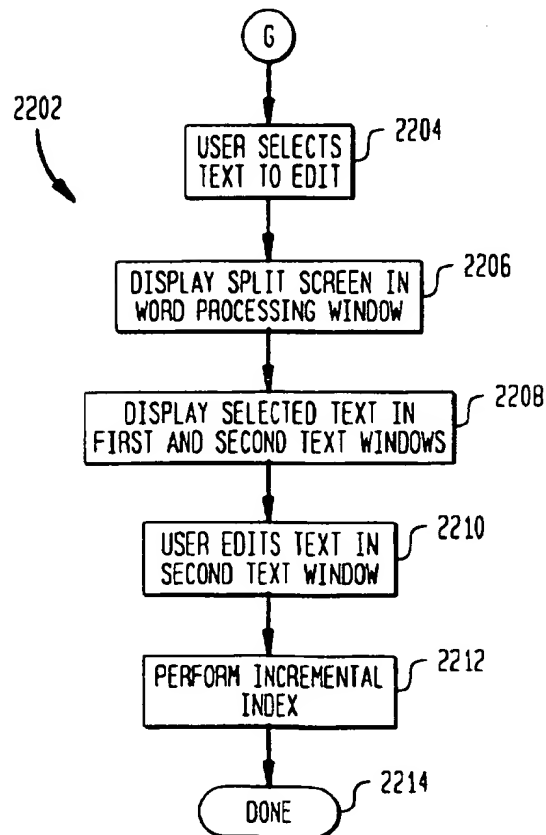 G
2202
2204
USER SELECTS
TEXT TO EDIT
2206
DISPLAY SPLIT SCREEN IN
WORD PROCESSING WINDOW
2208
DISPLAY SELECTED TEXT IN
FIRST AND SECOND TEXT WINDOWS
2210
USER EDITS TEXT IN
SECOND TEXT WINDOW
2212
PERFORM INCREMENTAL
INDEX
2214
DONE